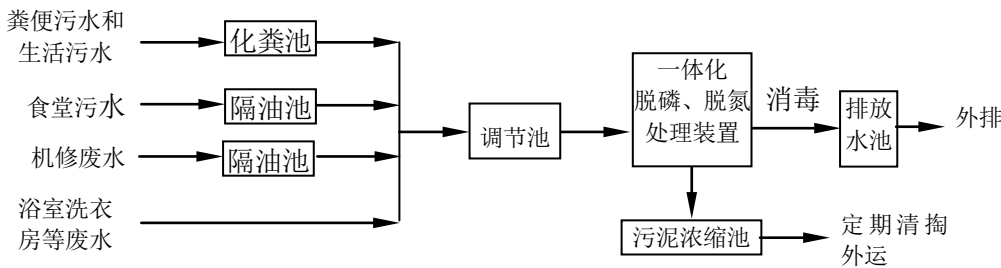 粪便污水和
生活污水
化粪池
食堂污水
隔油池
机修废水
隔油池
浴室洗衣
房等废水
调节池
一体化
脱磷、脱氮
处理装置
消毒
排放
水池
外排
污泥浓缩池
定期清掏
外运